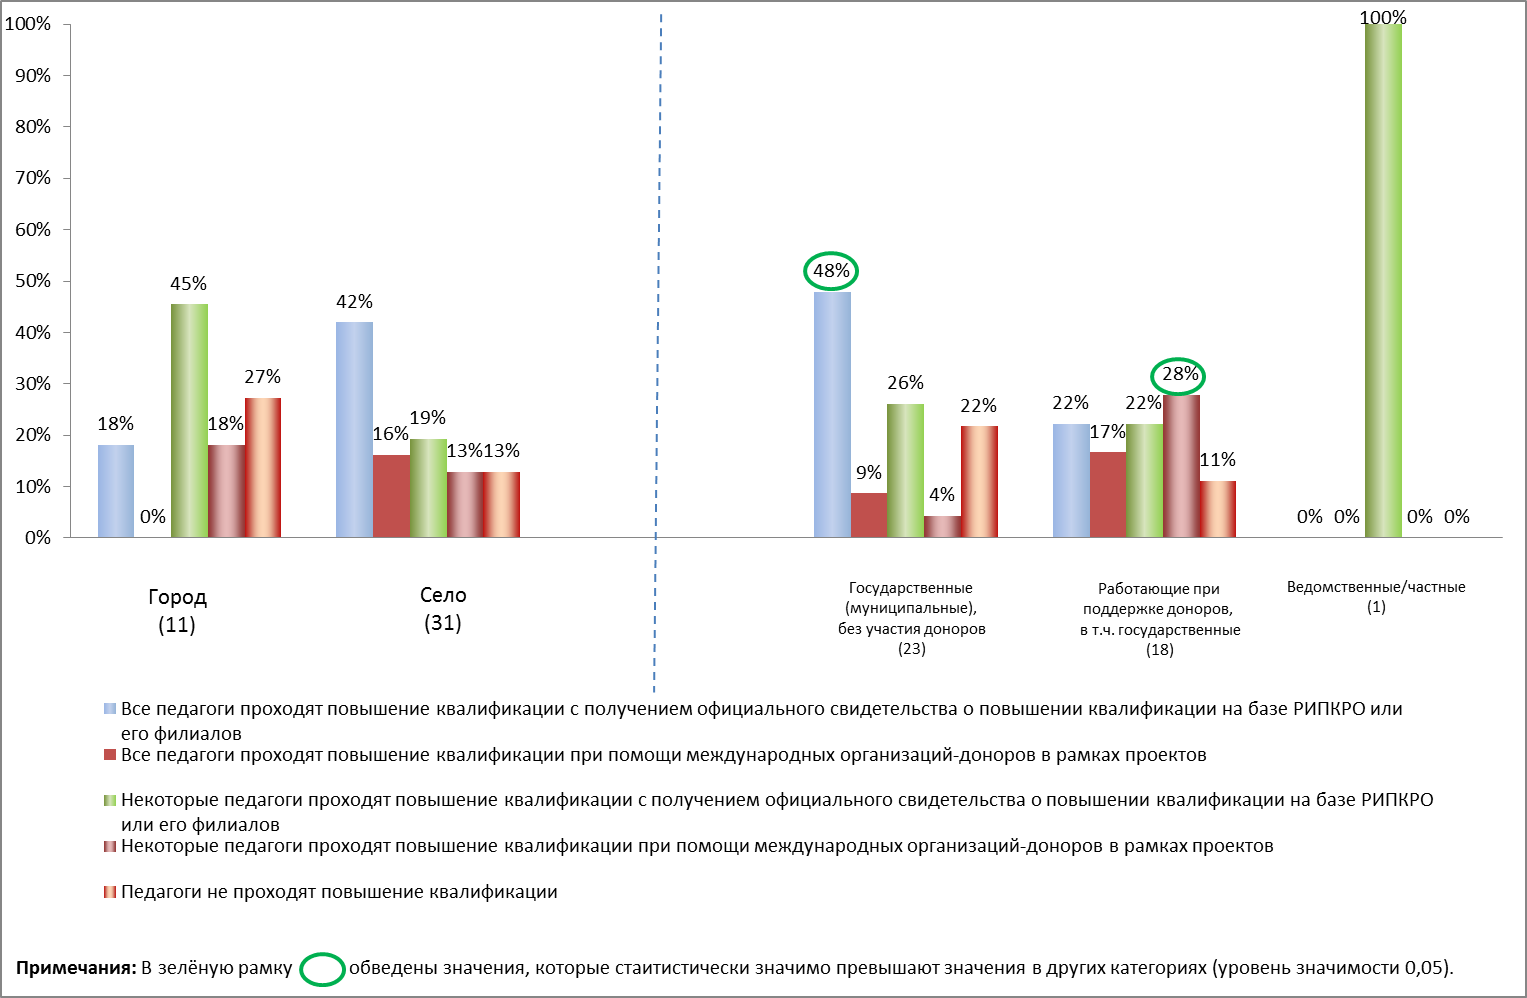 100%
90%
80%
70%
60%
50%
40%
30%
20%
10%
0%
18%
0%
45%
18%
27%
42%
16%
19%
13%
13%
48%
9%
26%
4%
22%
22%
17%
22%
28%
11%
0%
0%
100%
0%
0%
Город
(11)
Село
(31)
Государственные
(муниципальные),
без участия доноров
(23)
Работающие при
поддержке доноров,
в т.ч. государственные
(18)
Ведомственные/частные
(1)
Все педагоги проходят повышение квалификации с получением официального свидетельства о повышении квалификации на базе РИПКРО или
его филиалов
Все педагоги проходят повышение квалификации при помощи международных организаций-доноров в рамках проектов
Некоторые педагоги проходят повышение квалификации с получением официального свидетельства о повышении квалификации на базе РИПКРО
или его филиалов
Некоторые педагоги проходят повышение квалификации при помощи международных организаций-доноров в рамках проектов
Педагоги не проходят повышение квалификации
Примечания: В зелёную рамку обведены значения, которые стаитистически значимо превышают значения в других категориях (уровень значимости 0,05).